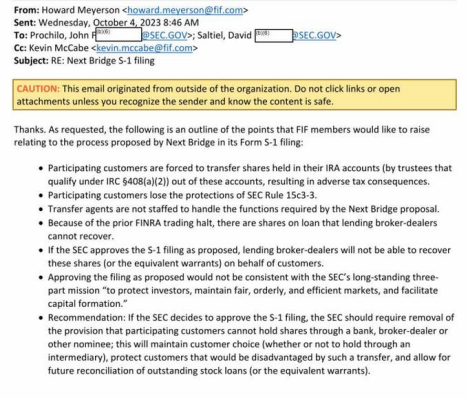 From: Howard Meyerson <howard.meyerson@fif.com>
Sent: Wednesday, October 4, 2023 8:46 AM
To: Prochilo, John F (b)(6) @SEC.GOV>; Saltiel, David (b)(6) @SEC.GOV>
Cc: Kevin McCabe <kevin.mccabe@fif.com>
Subject: RE: Next Bridge S-1 filing
CAUTION: This email originated from outside of the organization. Do not click links or open
attachments unless you recognize the sender and know the content is safe.
Thanks. As requested, the following is an outline of the points that FIF members would like to raise
relating to the process proposed by Next Bridge in its Form S-1 filing:
• Participating customers are forced to transfer shares held in their IRA accounts (by trustees that
qualify under IRC §408(a)(2)) out of these accounts, resulting in adverse tax consequences.
• Participating customers lose the protections of SEC Rule 15c3-3.
• Transfer agents are not staffed to handle the functions required by the Next Bridge proposal.
• Because of the prior FINRA trading halt, there are shares on loan that lending broker-dealers
cannot recover.
• If the SEC approves the S-1 filing as proposed, lending broker-dealers will not be able to recover
these shares (or the equivalent warrants) on behalf of customers.
• Approving the filing as proposed would not be consistent with the SEC's long-standing three-
part mission "to protect investors, maintain fair, orderly, and efficient markets, and facilitate
capital formation."
• Recommendation: If the SEC decides to approve the S-1 filing, the SEC should require removal of
the provision that participating customers cannot hold shares through a bank, broker-dealer or
other nominee; this will maintain customer choice (whether or not to hold through an
intermediary), protect customers that would be disadvantaged by such a transfer, and allow for
future reconciliation of outstanding stock loans (or the equivalent warrants).